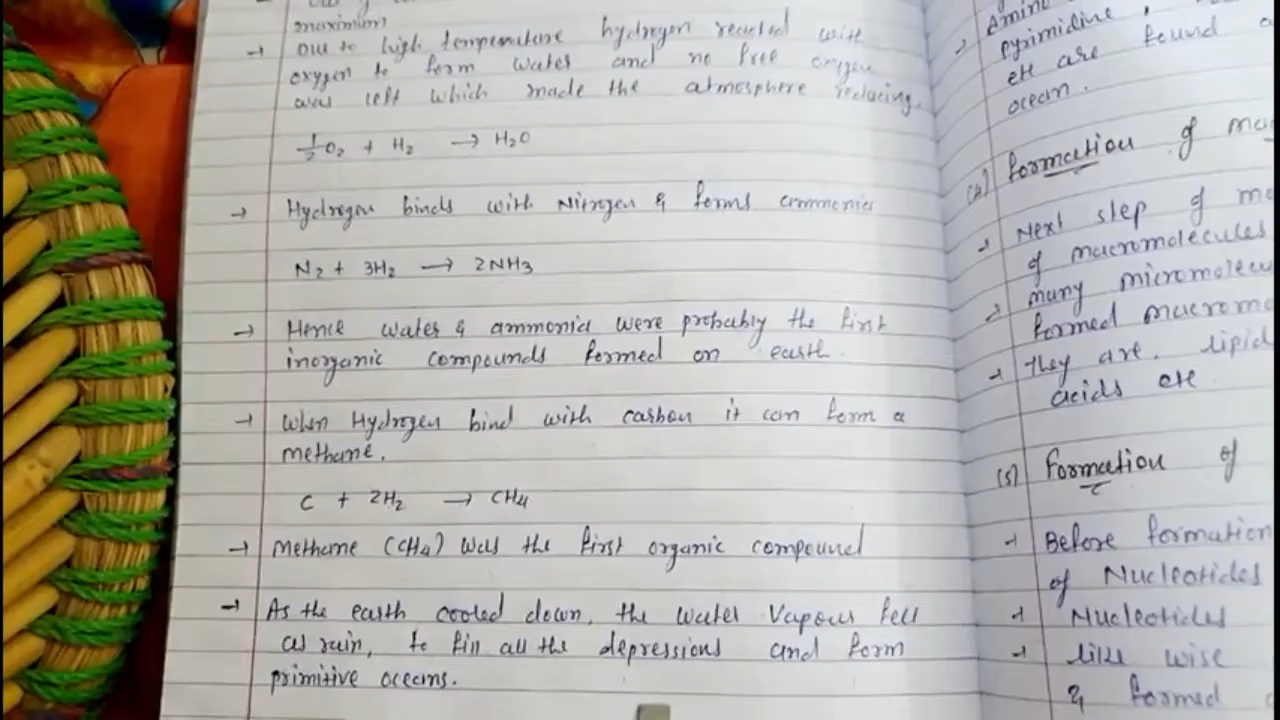 maximum
→ Due to high temperature hydrogen reacted with
oxygen to form water and no free oxygen
was left which made the atmosphere reducing.
1/2 O2 + H2 → H2O
→ Hydrogen binds with Nitrogen & forms ammonia
N2 + 3H2 → 2NH3
→ Hence water & ammonia were probably the first
inorganic compounds formed on earth.
→ When Hydrogen bind with carbon it can form a
methane.
C + 2H2 → CH4
→ Methane (CH4) was the first organic compound
→ As the earth cooled down, the water vapour fell
as rain, to fill all the depressions and form
primitive oceans.
Amino
pyrimidine,
etc are found
ocean.
Formation of
→ Next step of
of macromolecules
→ many
formed
→ They are, lipid
acids etc
(5) Formation of
→ Before formation
of Nucleotides
→ Nucleotides
→ like wise
& formed